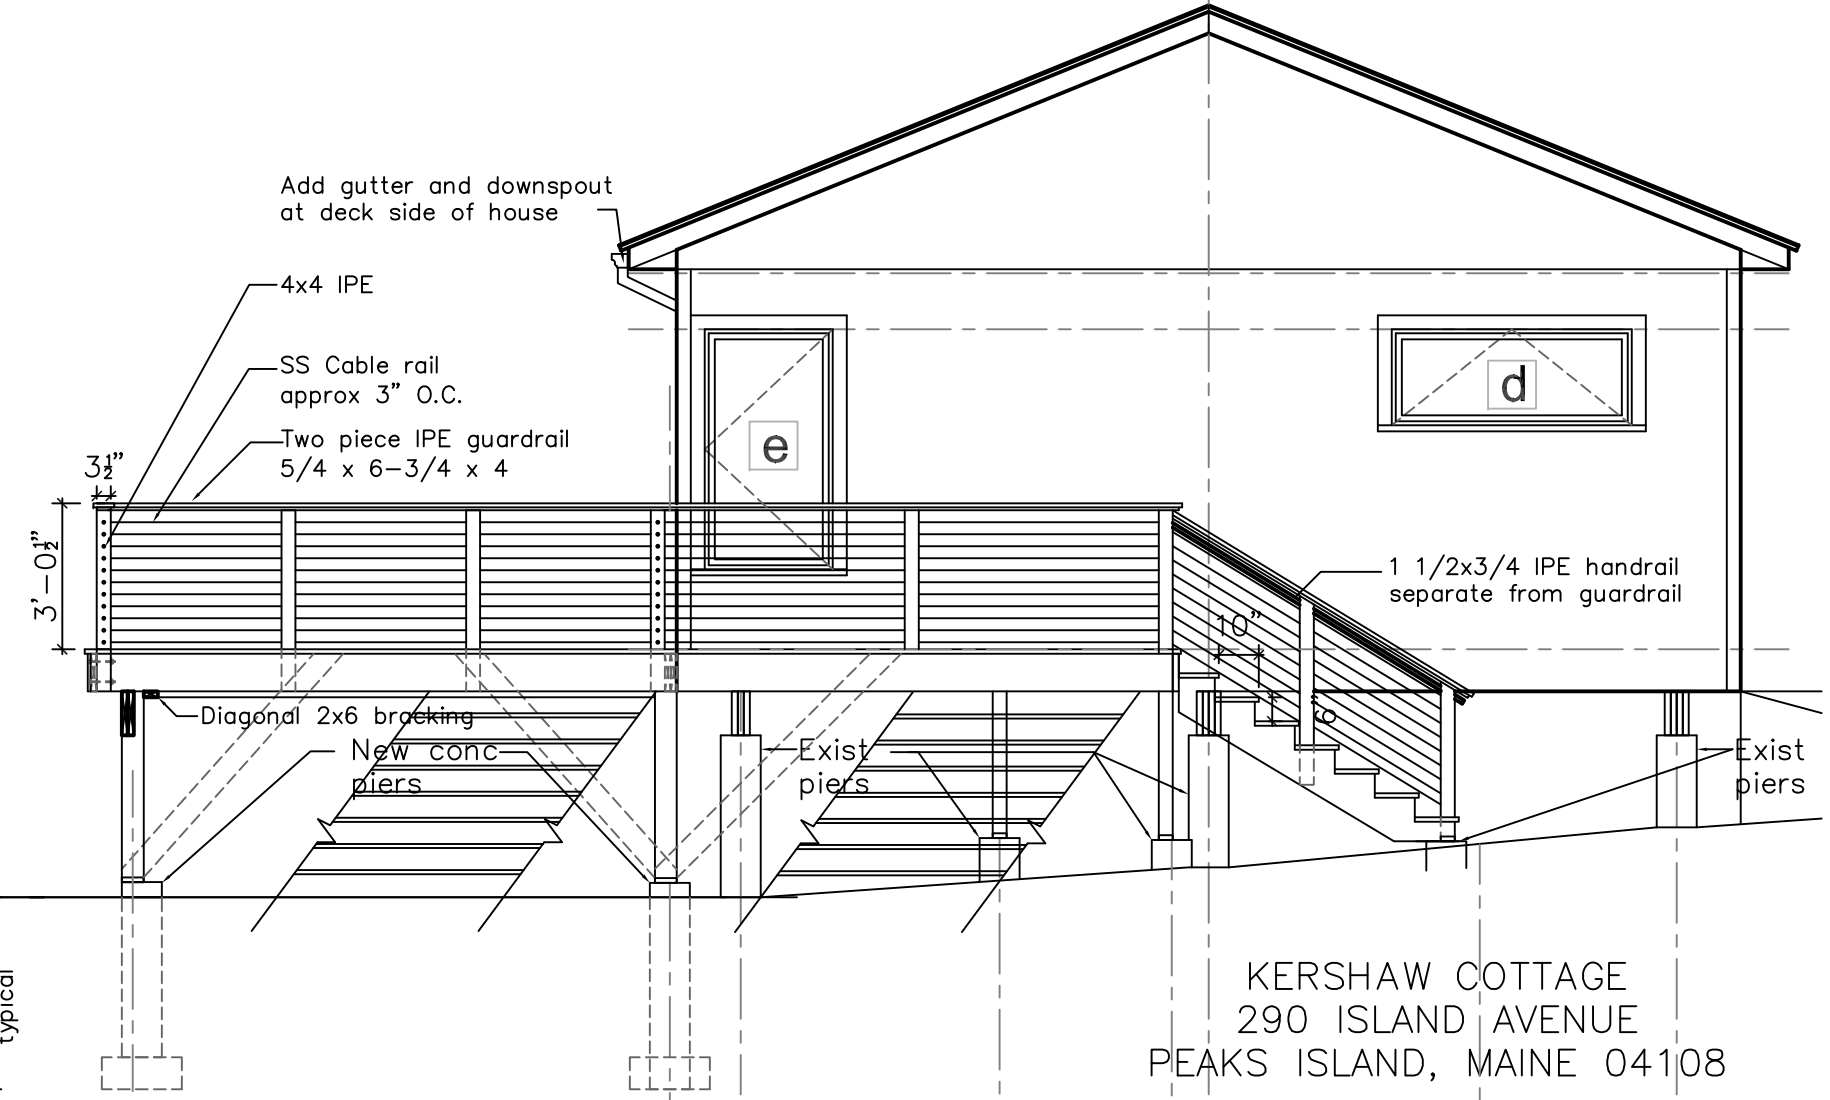 Add gutter and downspout
at deck side of house
4x4 IPE
SS Cable rail
approx 3" O.C.
Two piece IPE guardrail
5/4 x 6-3/4 x 4
3½"
3'-0½"
e
d
1 1/2x3/4 IPE handrail
separate from guardrail
10"
6"
Diagonal 2x6 bracking
New conc
piers
Exist
piers
Exist
piers
typical
KERSHAW COTTAGE
290 ISLAND AVENUE
PEAKS ISLAND, MAINE 04108